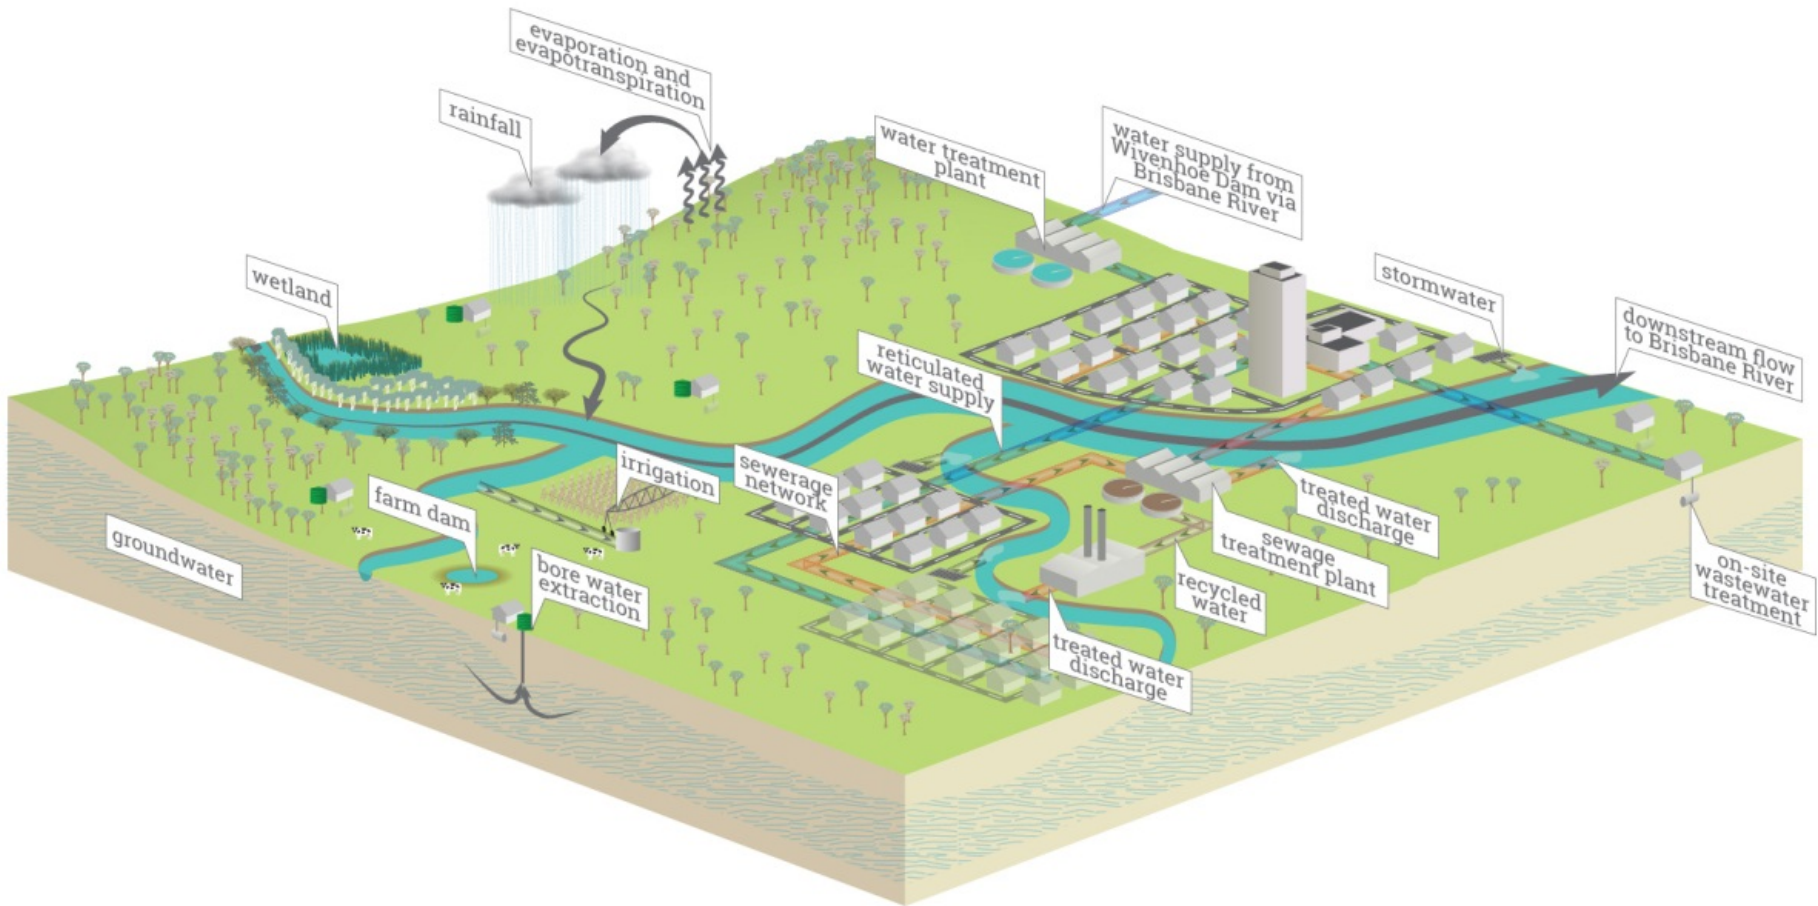 evaporation and
evapotranspiration
rainfall
water treatment
plant
water supply from
Wivenhoe Dam via
Brisbane River
wetland
stormwater
downstream flow
to Brisbane River
reticulated
water supply
irrigation
sewerage
network
farm dam
treated water
discharge
groundwater
sewage
treatment plant
bore water
extraction
recycled
water
on-site
wastewater
treatment
treated water
discharge